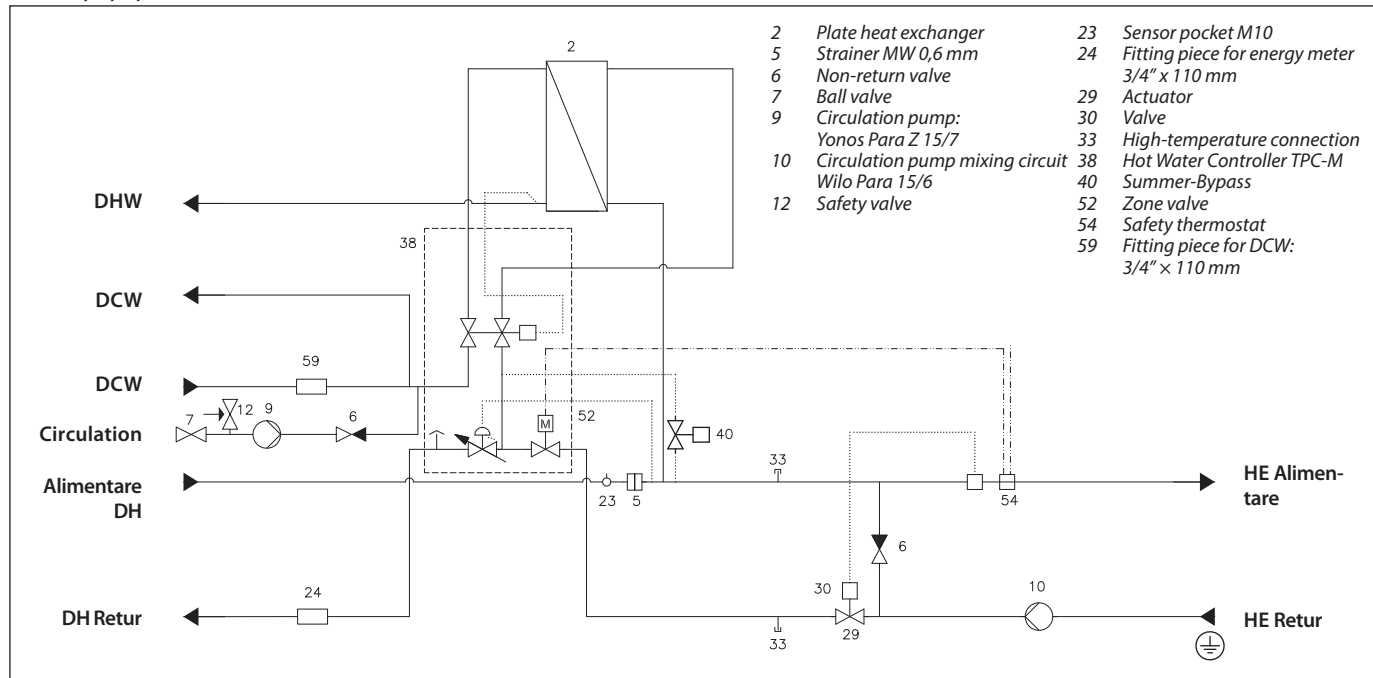 2 Plate heat exchanger
5 Strainer MW 0,6 mm
6 Non-return valve
7 Ball valve
9 Circulation pump:
Yonos Para Z 15/7
10 Circulation pump mixing circuit
Wilo Para 15/6
12 Safety valve
23 Sensor pocket M10
24 Fitting piece for energy meter
3/4" x 110 mm
29 Actuator
30 Valve
33 High-temperature connection
38 Hot Water Controller TPC-M
40 Summer-Bypass
52 Zone valve
54 Safety thermostat
59 Fitting piece for DCW:
3/4" × 110 mm
2
DHW
38
DCW
59
DCW
12
9
7
6
52
M
40
Circulation
33
Alimentare
DH
23
5
54
HE Alimen-
tare
6
24
30
10
DH Retur
33
29
HE Retur